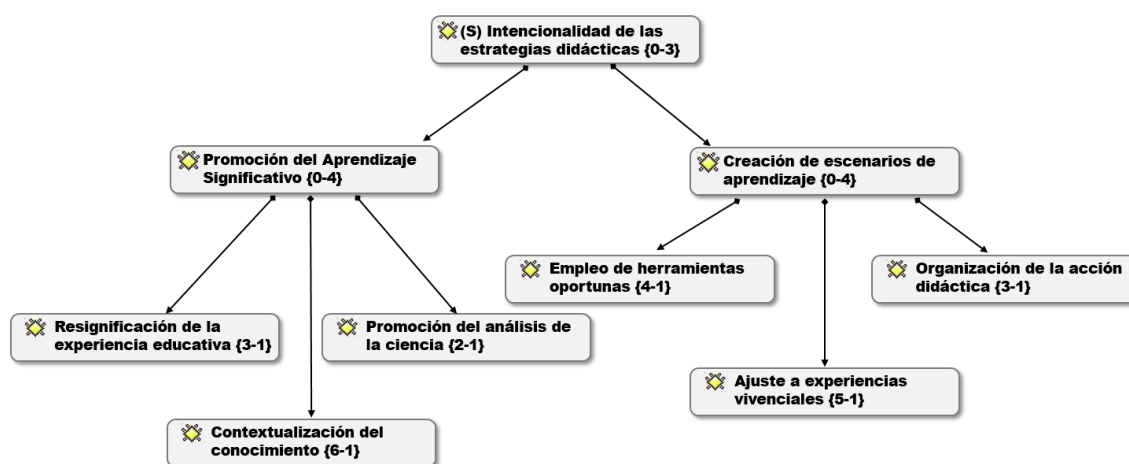 (S) Intencionalidad de las
estrategias didácticas {0-3}
Promoción del Aprendizaje
Significativo {0-4}
Creación de escenarios de
aprendizaje {0-4}
Empleo de herramientas
oportunas {4-1}
Organización de la acción
didáctica {3-1}
Resignificación de la
experiencia educativa {3-1}
Promoción del análisis de
la ciencia {2-1}
Ajuste a experiencias
vivenciales {5-1}
Contextualización del
conocimiento {6-1}